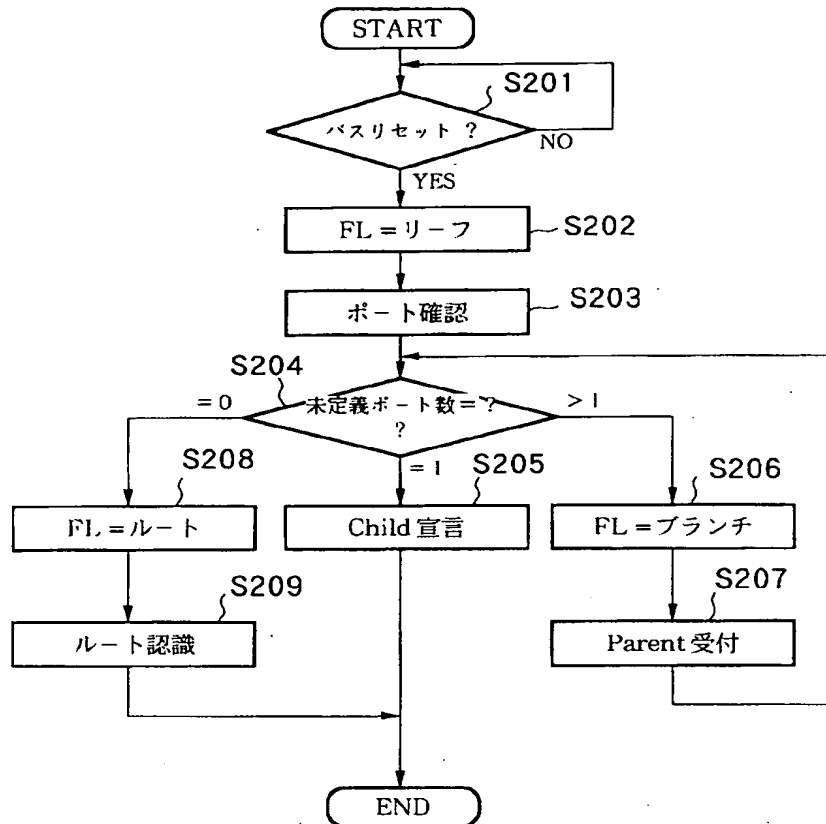 START
S201
バスリセット ?
NO
YES
FL=リーフ
S202
ポート確認
S203
S204
=0
未定義ポート数=?
?
>1
=1
S208
S205
S206
FL=ルート
Child 宣言
FL=ブランチ
S209
S207
ルート認識
Parent 受付
END